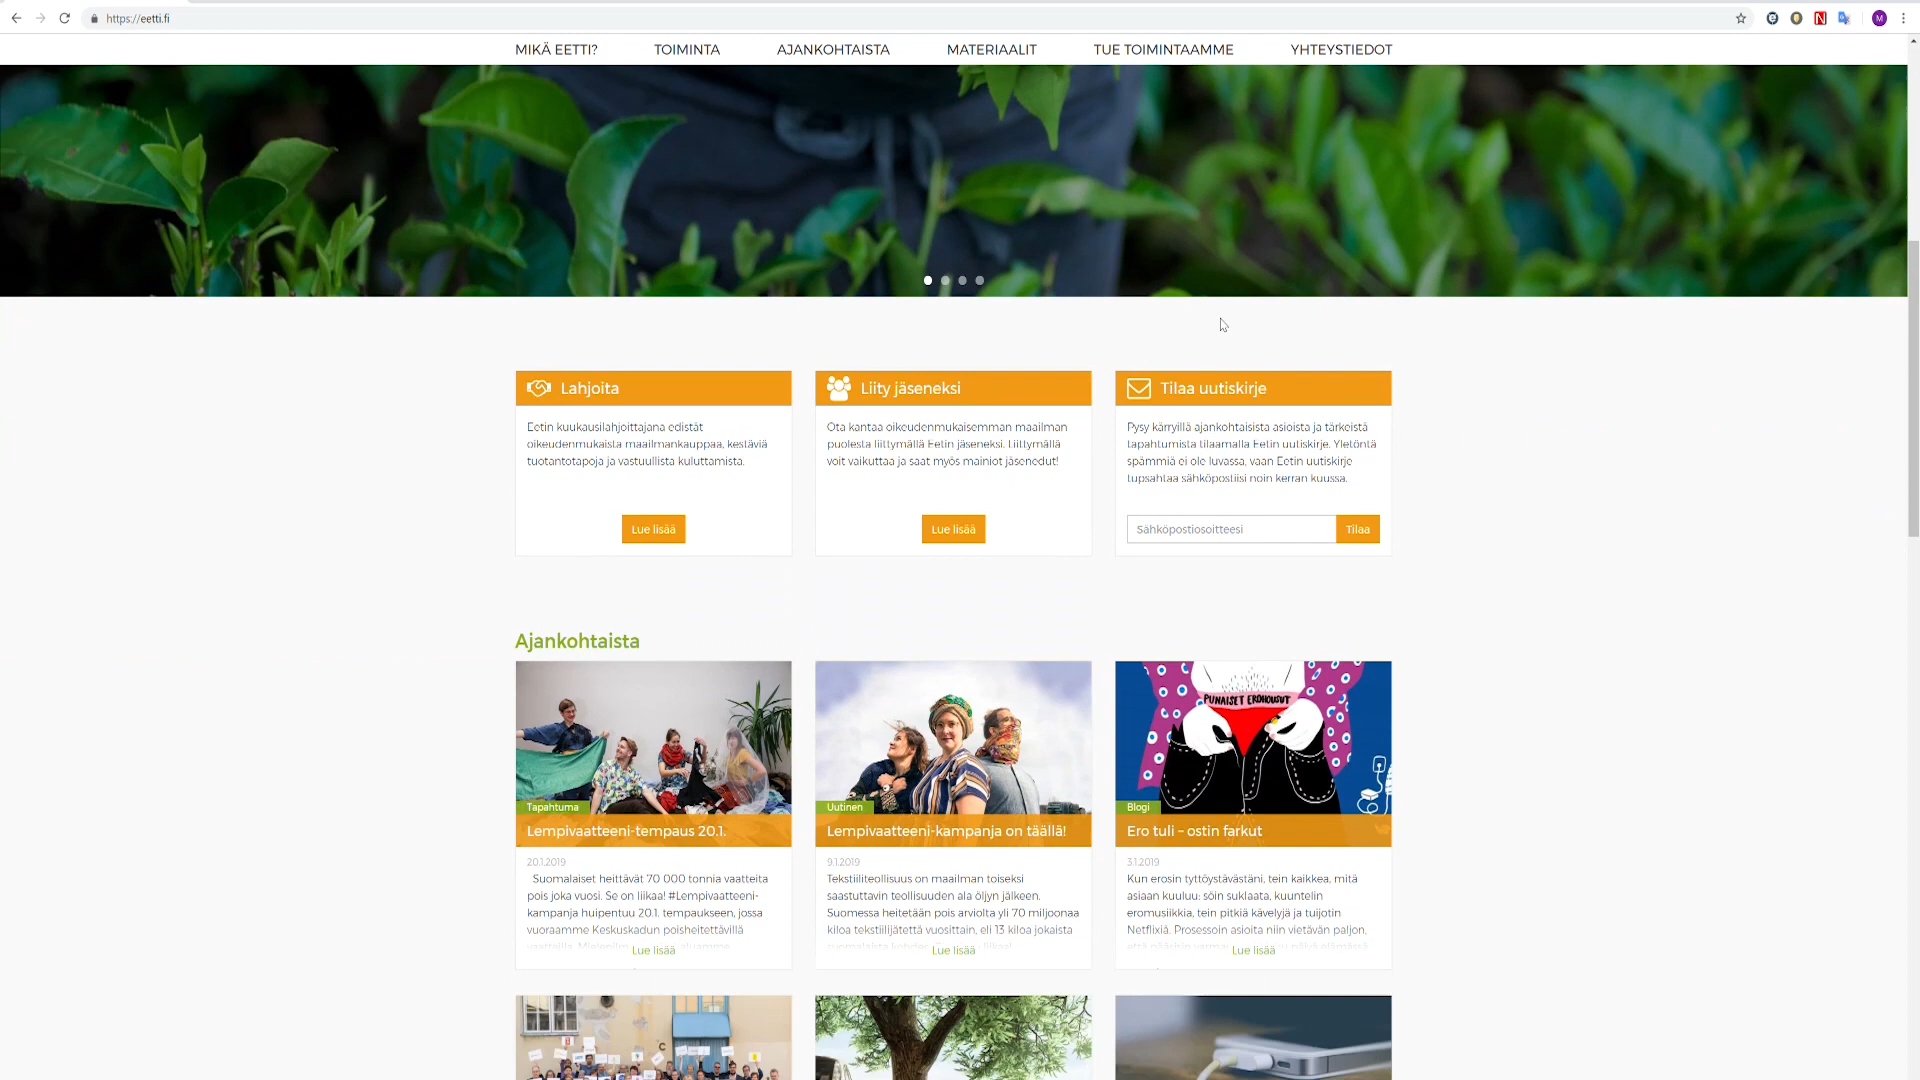 https://eetti.fi
M
MIKÄ EETTI?
TOIMINTA
AJANKOHTAISTA
MATERIAALIT
TUE TOIMINTAAMME
YHTEYSTIEDOT
Lahjoita
Eetin kuukausilahjoittajana edistät
oikeudenmukaista maailmankauppaa, kestäviä
tuotantotapoja ja vastuullista kuluttamista.
Lue lisää
Liity jäseneksi
Ota kantaa oikeudenmukaisemman maailman
puolesta liittymällä Eetin jäseneksi. Liittymällä
voit vaikuttaa ja saat myös mainiot jäsenedut!
Lue lisää
Tilaa uutiskirje
Pysy kärryillä ajankohtaisista asioista ja tärkeistä
tapahtumista tilaamalla Eetin uutiskirje. Yletöntä
spämmiä ei ole luvassa, vaan Eetin uutiskirje
tupsahtaa sähköpostiisi noin kerran kuussa.
Sähköpostiosoitteesi
Tilaa
Ajankohtaista
Tapahtuma
Lempivaatteeni-tempaus 20.1.
20.1.2019
Suomalaiset heittävät 70 000 tonnia vaatteita
pois joka vuosi. Se on liikaa! #Lempivaatteeni-
kampanja huipentuu 20.1. tempaukseen, jossa
vuoraamme Keskuskadun poisheitettävillä
Lue lisää
Uutinen
Lempivaatteeni-kampanja on täällä!
9.1.2019
Tekstiiliteollisuus on maailman toiseksi
saastuttavin teollisuuden ala öljyn jälkeen.
Suomessa heitetään pois arviolta yli 70 miljoonaa
kiloa tekstiilijätettä vuosittain, eli 13 kiloa jokaista
Lue lisää
PUNAISET EROHOUSUT
Blogi
Ero tuli – ostin farkut
3.1.2019
Kun erosin tyttöystävästäni, tein kaikkea, mitä
asiaan kuuluu: söin suklaata, kuuntelin
eromusiikkia, tein pitkiä kävelyjä ja tuijotin
Netflixiä. Prosessoin asioita niin vietävän paljon,
Lue lisää